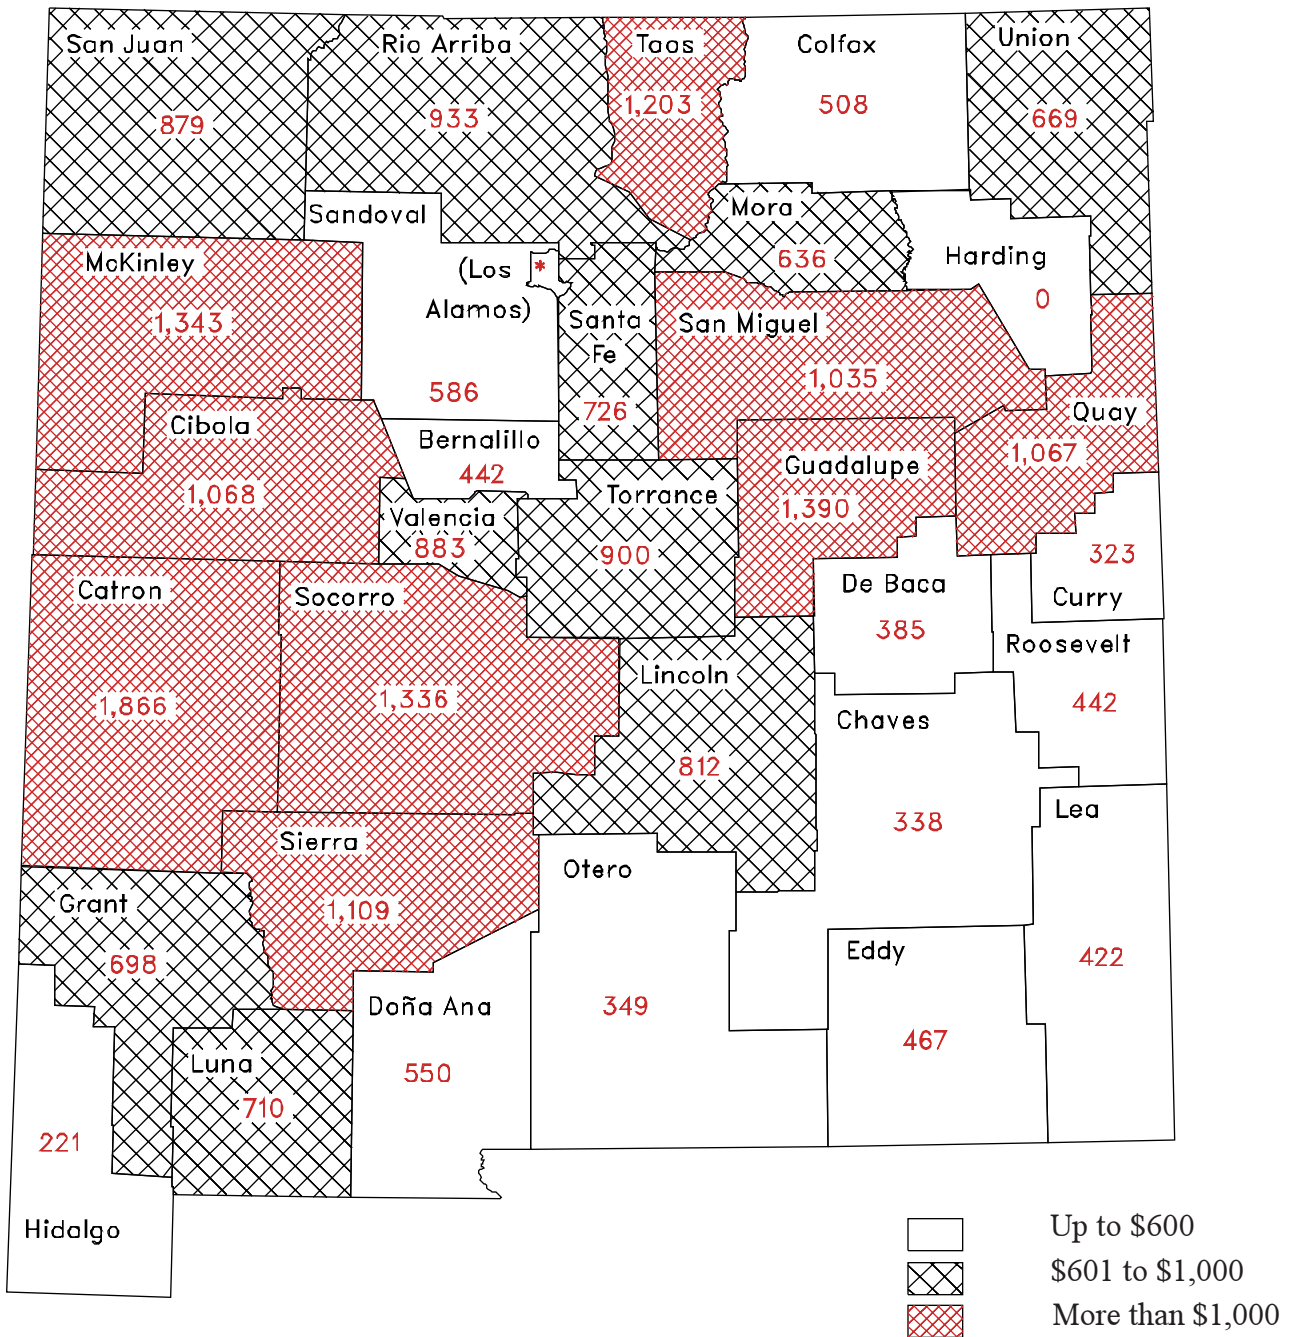 San Juan
879
Rio Arriba
933
Taos
1,203
Colfax
508
Union
669
Sandoval
586
McKinley
1,343
(Los
*
Alamos)
Santa
Fe
726
Mora
636
Harding
0
San Miguel
1,035
Quay
1,067
Cibola
1,068
Bernalillo
442
Guadalupe
1,390
Valencia
883
Torrance
900
Curry
323
De Baca
385
Roosevelt
442
Catron
1,866
Socorro
1,336
Lincoln
812
Chaves
338
Lea
422
Sierra
1,109
Otero
349
Grant
698
Eddy
467
Doña Ana
550
Luna
710
221
Hidalgo
Up to $600
$601 to $1,000
More than $1,000